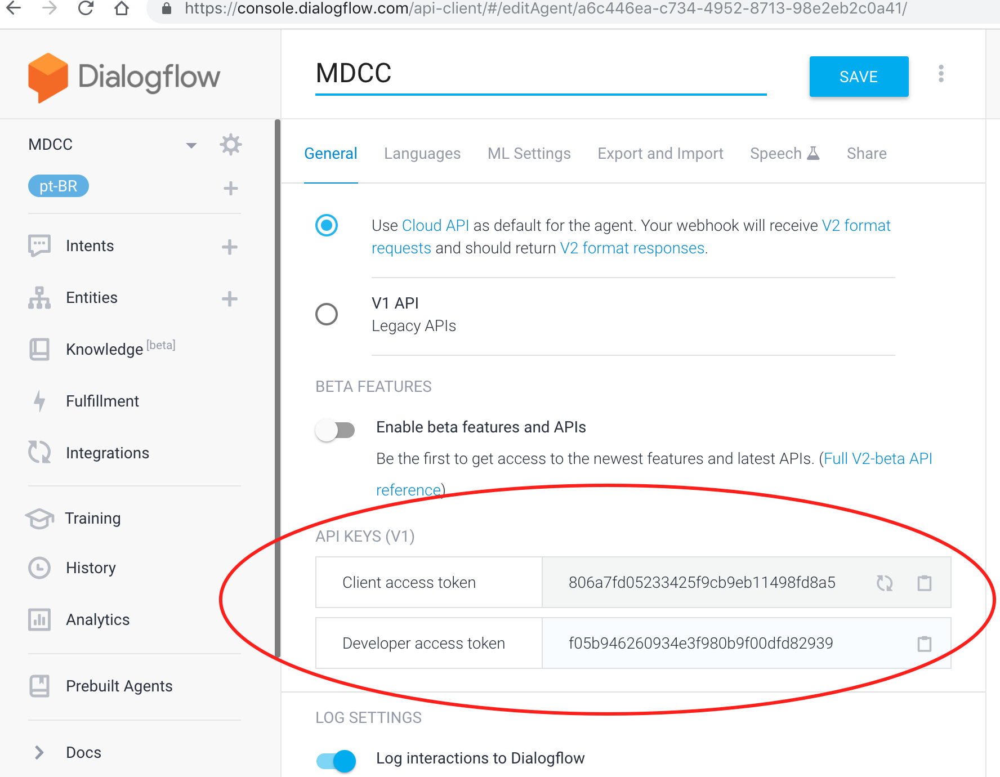 https://console.dialogflow.com/api-client/#/editAgent/a6c446ea-c734-4952-8713-98e2eb2c0a41/
Dialogflow
MDCC
SAVE
MDCC
pt-BR
Intents
Entities
Knowledge [beta]
Fulfillment
Integrations
Training
History
Analytics
Prebuilt Agents
Docs
General Languages ML Settings Export and Import Speech Share
Use Cloud API as default for the agent. Your webhook will receive V2 format
requests and should return V2 format responses.
V1 API
Legacy APIs
BETA FEATURES
Enable beta features and APIs
Be the first to get access to the newest features and latest APIs. (Full V2-beta API
reference)
API KEYS (V1)
Client access token 806a7fd05233425f9cb9eb11498fd8a5
Developer access token f05b946260934e3f980b9f00dfd82939
LOG SETTINGS
Log interactions to Dialogflow